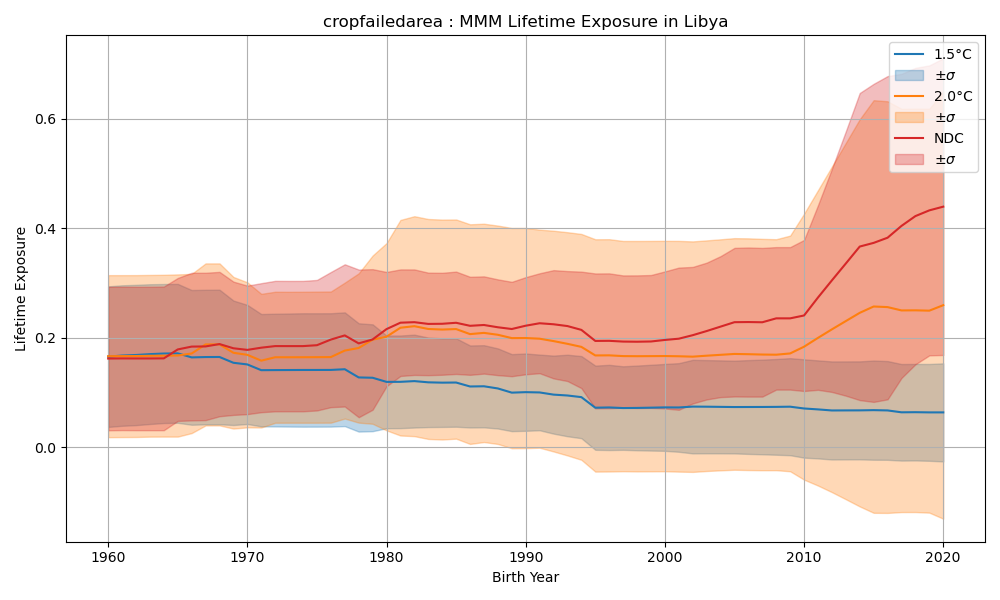 cropfailedarea : MMM Lifetime Exposure in Libya
1.5°C
±σ
2.0°C
±σ
NDC
±σ
Lifetime Exposure
0.6
0.4
0.2
0.0
1960
1970
1980
1990
2000
2010
2020
Birth Year